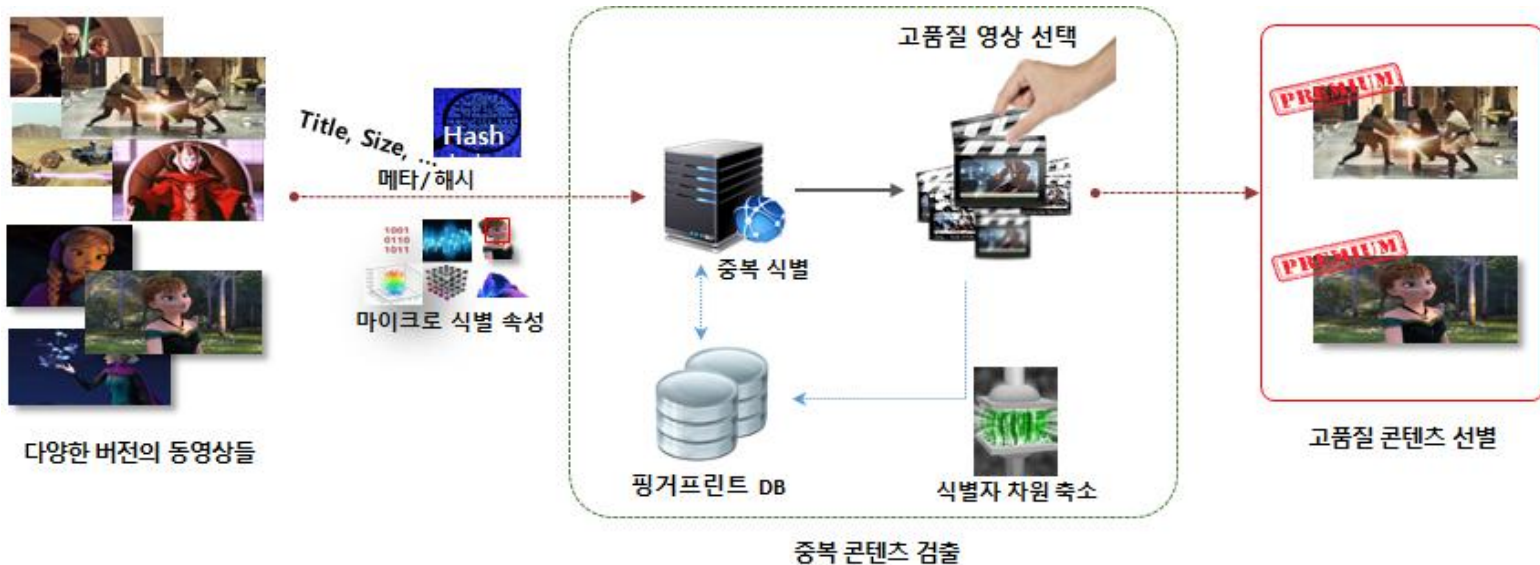 고품질 영상 선택
PREMIUM
Title, Size, ...
Hash
메타/해시
1001
0110
1011
중복 식별
마이크로 식별 속성
PREMIUM
다양한 버전의 동영상들
핑거프린트 DB
식별자 차원 축소
고품질 콘텐츠 선별
중복 콘텐츠 검출